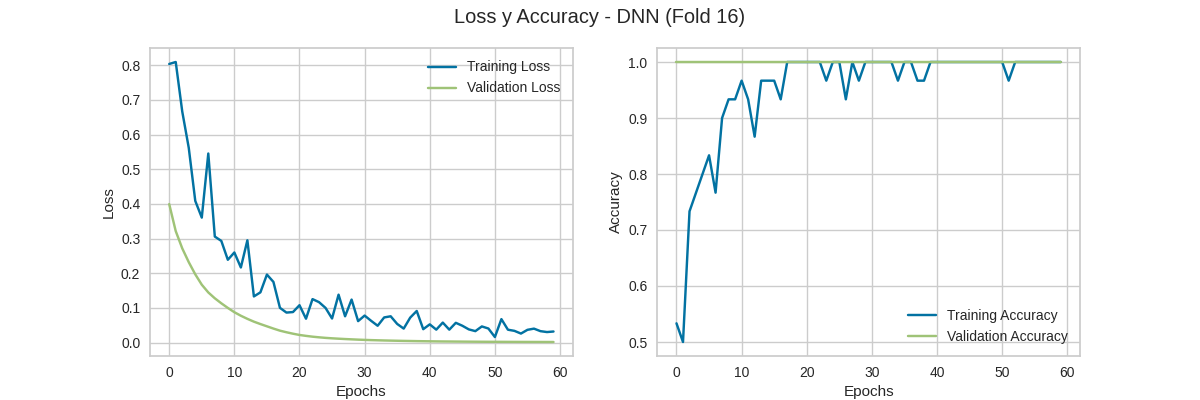 Loss y Accuracy - DNN (Fold 16)
0.8
0.7
0.6
0.5
0.4
0.3
0.2
0.1
0.0
Loss
0 10 20 30 40 50 60
Epochs
Training Loss
Validation Loss
1.0
0.9
0.8
0.7
0.6
0.5
Accuracy
0 10 20 30 40 50 60
Epochs
Training Accuracy
Validation Accuracy